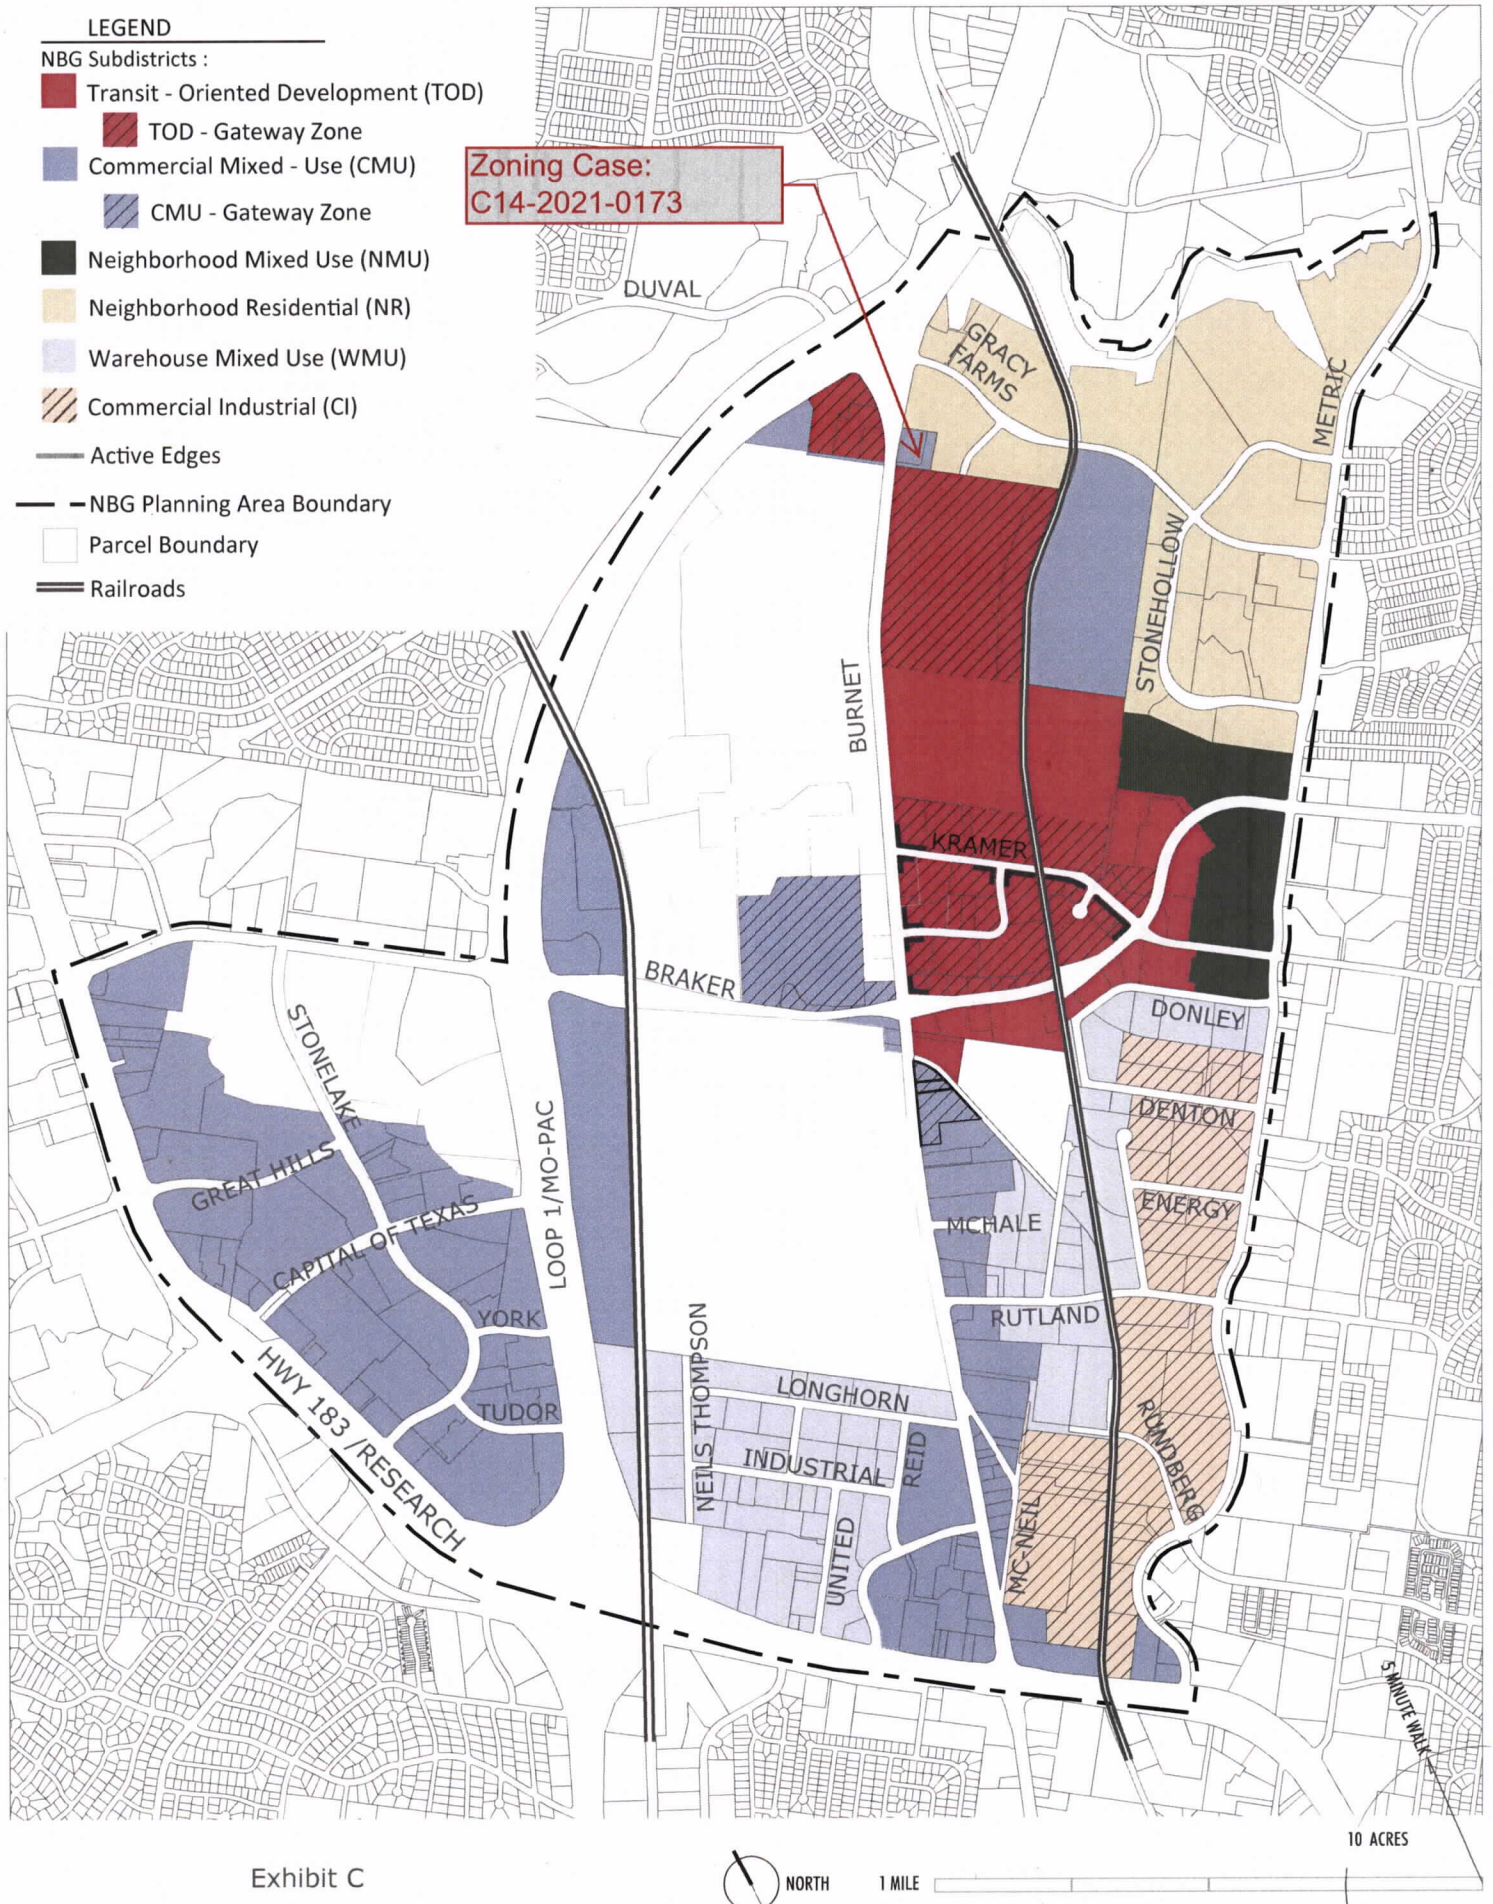 LEGEND
NBG Subdistricts :
Transit - Oriented Development (TOD)
TOD - Gateway Zone
Commercial Mixed - Use (CMU)
CMU - Gateway Zone
Neighborhood Mixed Use (NMU)
Neighborhood Residential (NR)
Warehouse Mixed Use (WMU)
Commercial Industrial (CI)
Active Edges
NBG Planning Area Boundary
Parcel Boundary
Railroads
Zoning Case:
C14-2021-0173
DUVAL
GRACY
FARMS
METRIC
STONEHOLLOW
BURNET
KRAMER
BRAKER
DONLEY
STONELAKE
DENTON
GREAT HILLS
CAPITAL OF TEXAS
LOOP 1/MO-PAC
ENERGY
MCHALE
YORK
RUTLAND
HWY 183 /RESEARCH
NEILS THOMPSON
LONGHORN
TUDOR
INDUSTRIAL
REID
RUNDBERG
UNITED
MC-NEIL
5 MINUTE WALK
10 ACRES
Exhibit C
NORTH
1 MILE